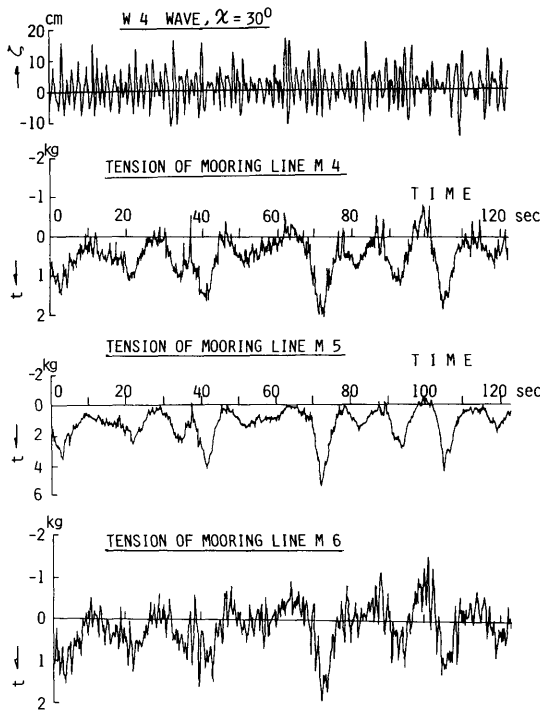 W 4 WAVE, χ = 30⁰
cm
20
10
0
-10
→ ζ
kg
-2
TENSION OF MOORING LINE M 4
-1
T I M E
0 20 40 60 80 100 120 sec
0
1
2
t ←
TENSION OF MOORING LINE M 5
T I M E
kg
-2
0 20 40 60 80 100 120 sec
0
2
4
6
t ←
kg
-2
TENSION OF MOORING LINE M 6
-1
0
1
2
t ←